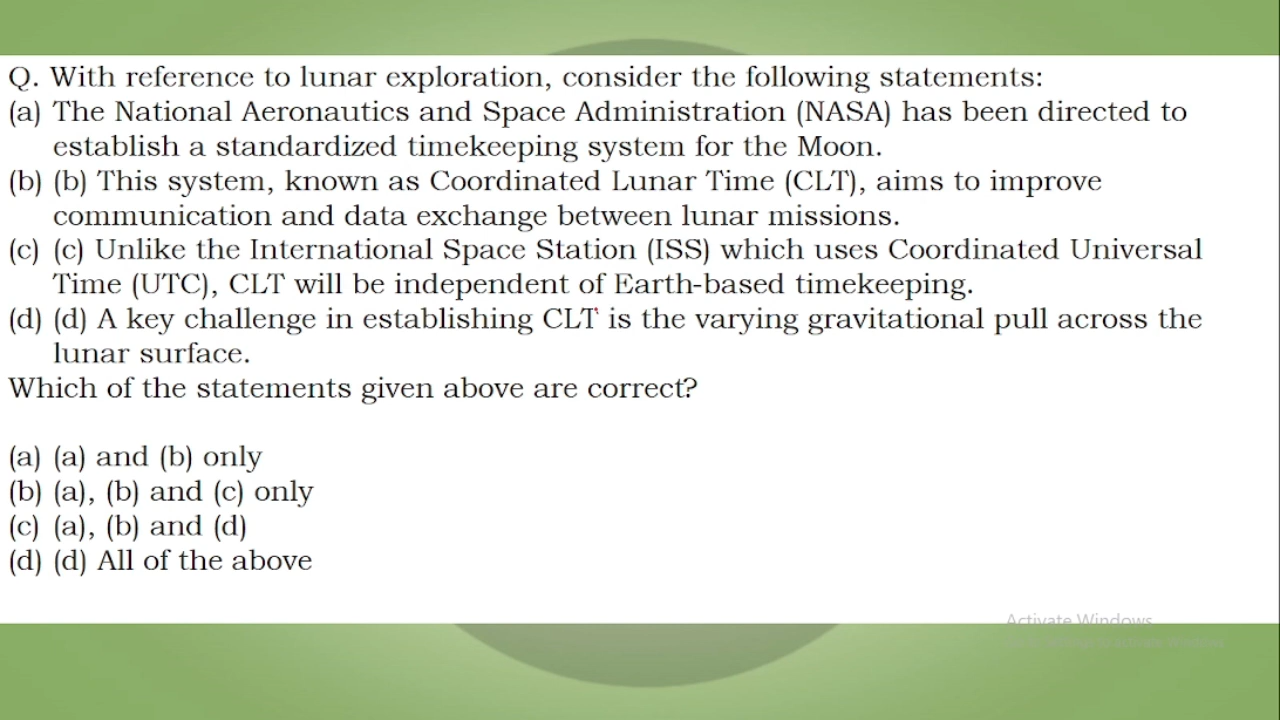 Q. With reference to lunar exploration, consider the following statements:
(a) The National Aeronautics and Space Administration (NASA) has been directed to
establish a standardized timekeeping system for the Moon.
(b) (b) This system, known as Coordinated Lunar Time (CLT), aims to improve
communication and data exchange between lunar missions.
(c) (c) Unlike the International Space Station (ISS) which uses Coordinated Universal
Time (UTC), CLT will be independent of Earth-based timekeeping.
(d) (d) A key challenge in establishing CLT is the varying gravitational pull across the
lunar surface.
Which of the statements given above are correct?
(a) (a) and (b) only
(b) (a), (b) and (c) only
(c) (a), (b) and (d)
(d) (d) All of the above
Activate Windows